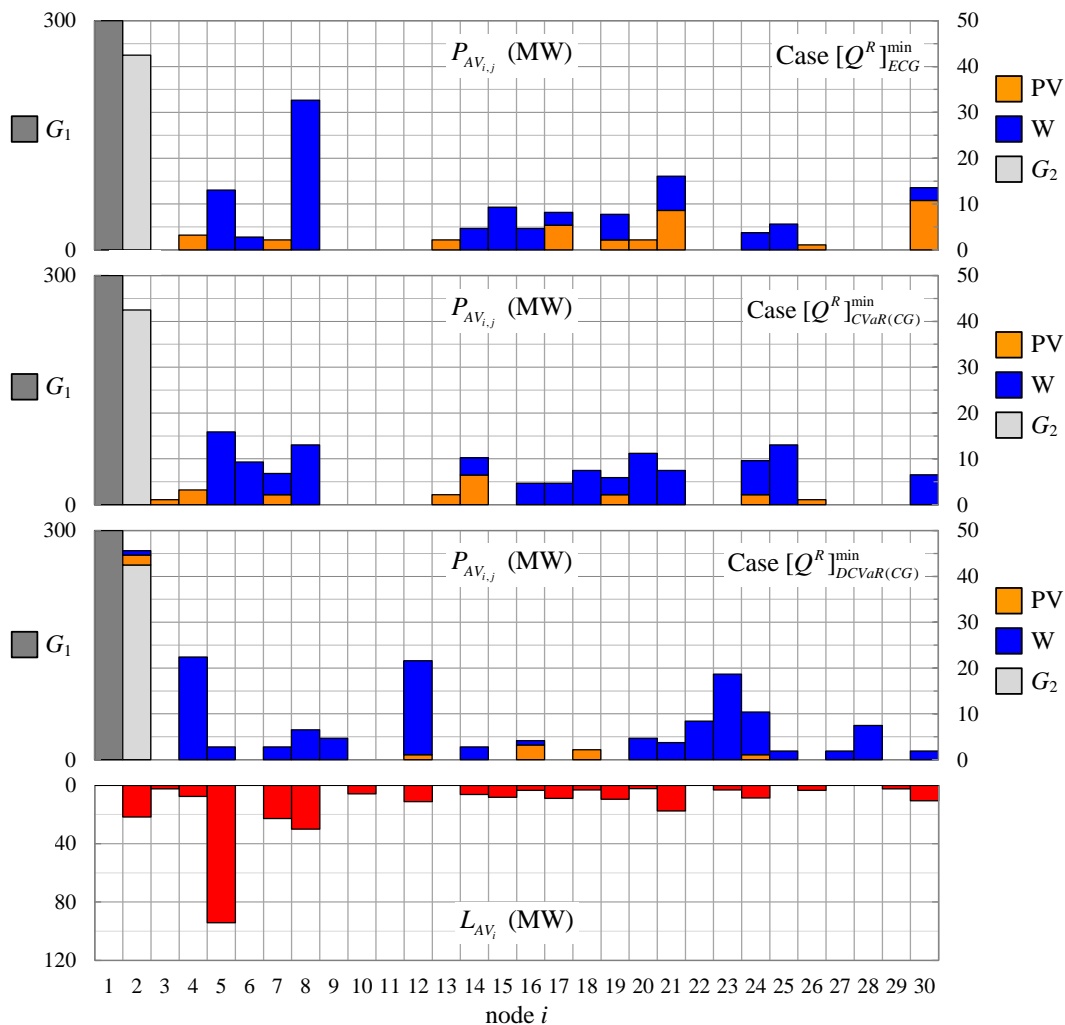 300 P_{AV_{i,j}} (MW) Case [Q^R]^{min}_{ECG} 50
40
PV
30
G_1 W
20
G_2
10
0 0
300 P_{AV_{i,j}} (MW) Case [Q^R]^{min}_{CVaR(CG)} 50
40
PV
30
G_1 W
20
G_2
10
0 0
300 P_{AV_{i,j}} (MW) Case [Q^R]^{min}_{DCVaR(CG)} 50
40
PV
30
G_1 W
20
G_2
10
0 0
0
40
80
L_{AV_i} (MW)
120
1 2 3 4 5 6 7 8 9 10 11 12 13 14 15 16 17 18 19 20 21 22 23 24 25 26 27 28 29 30
node i